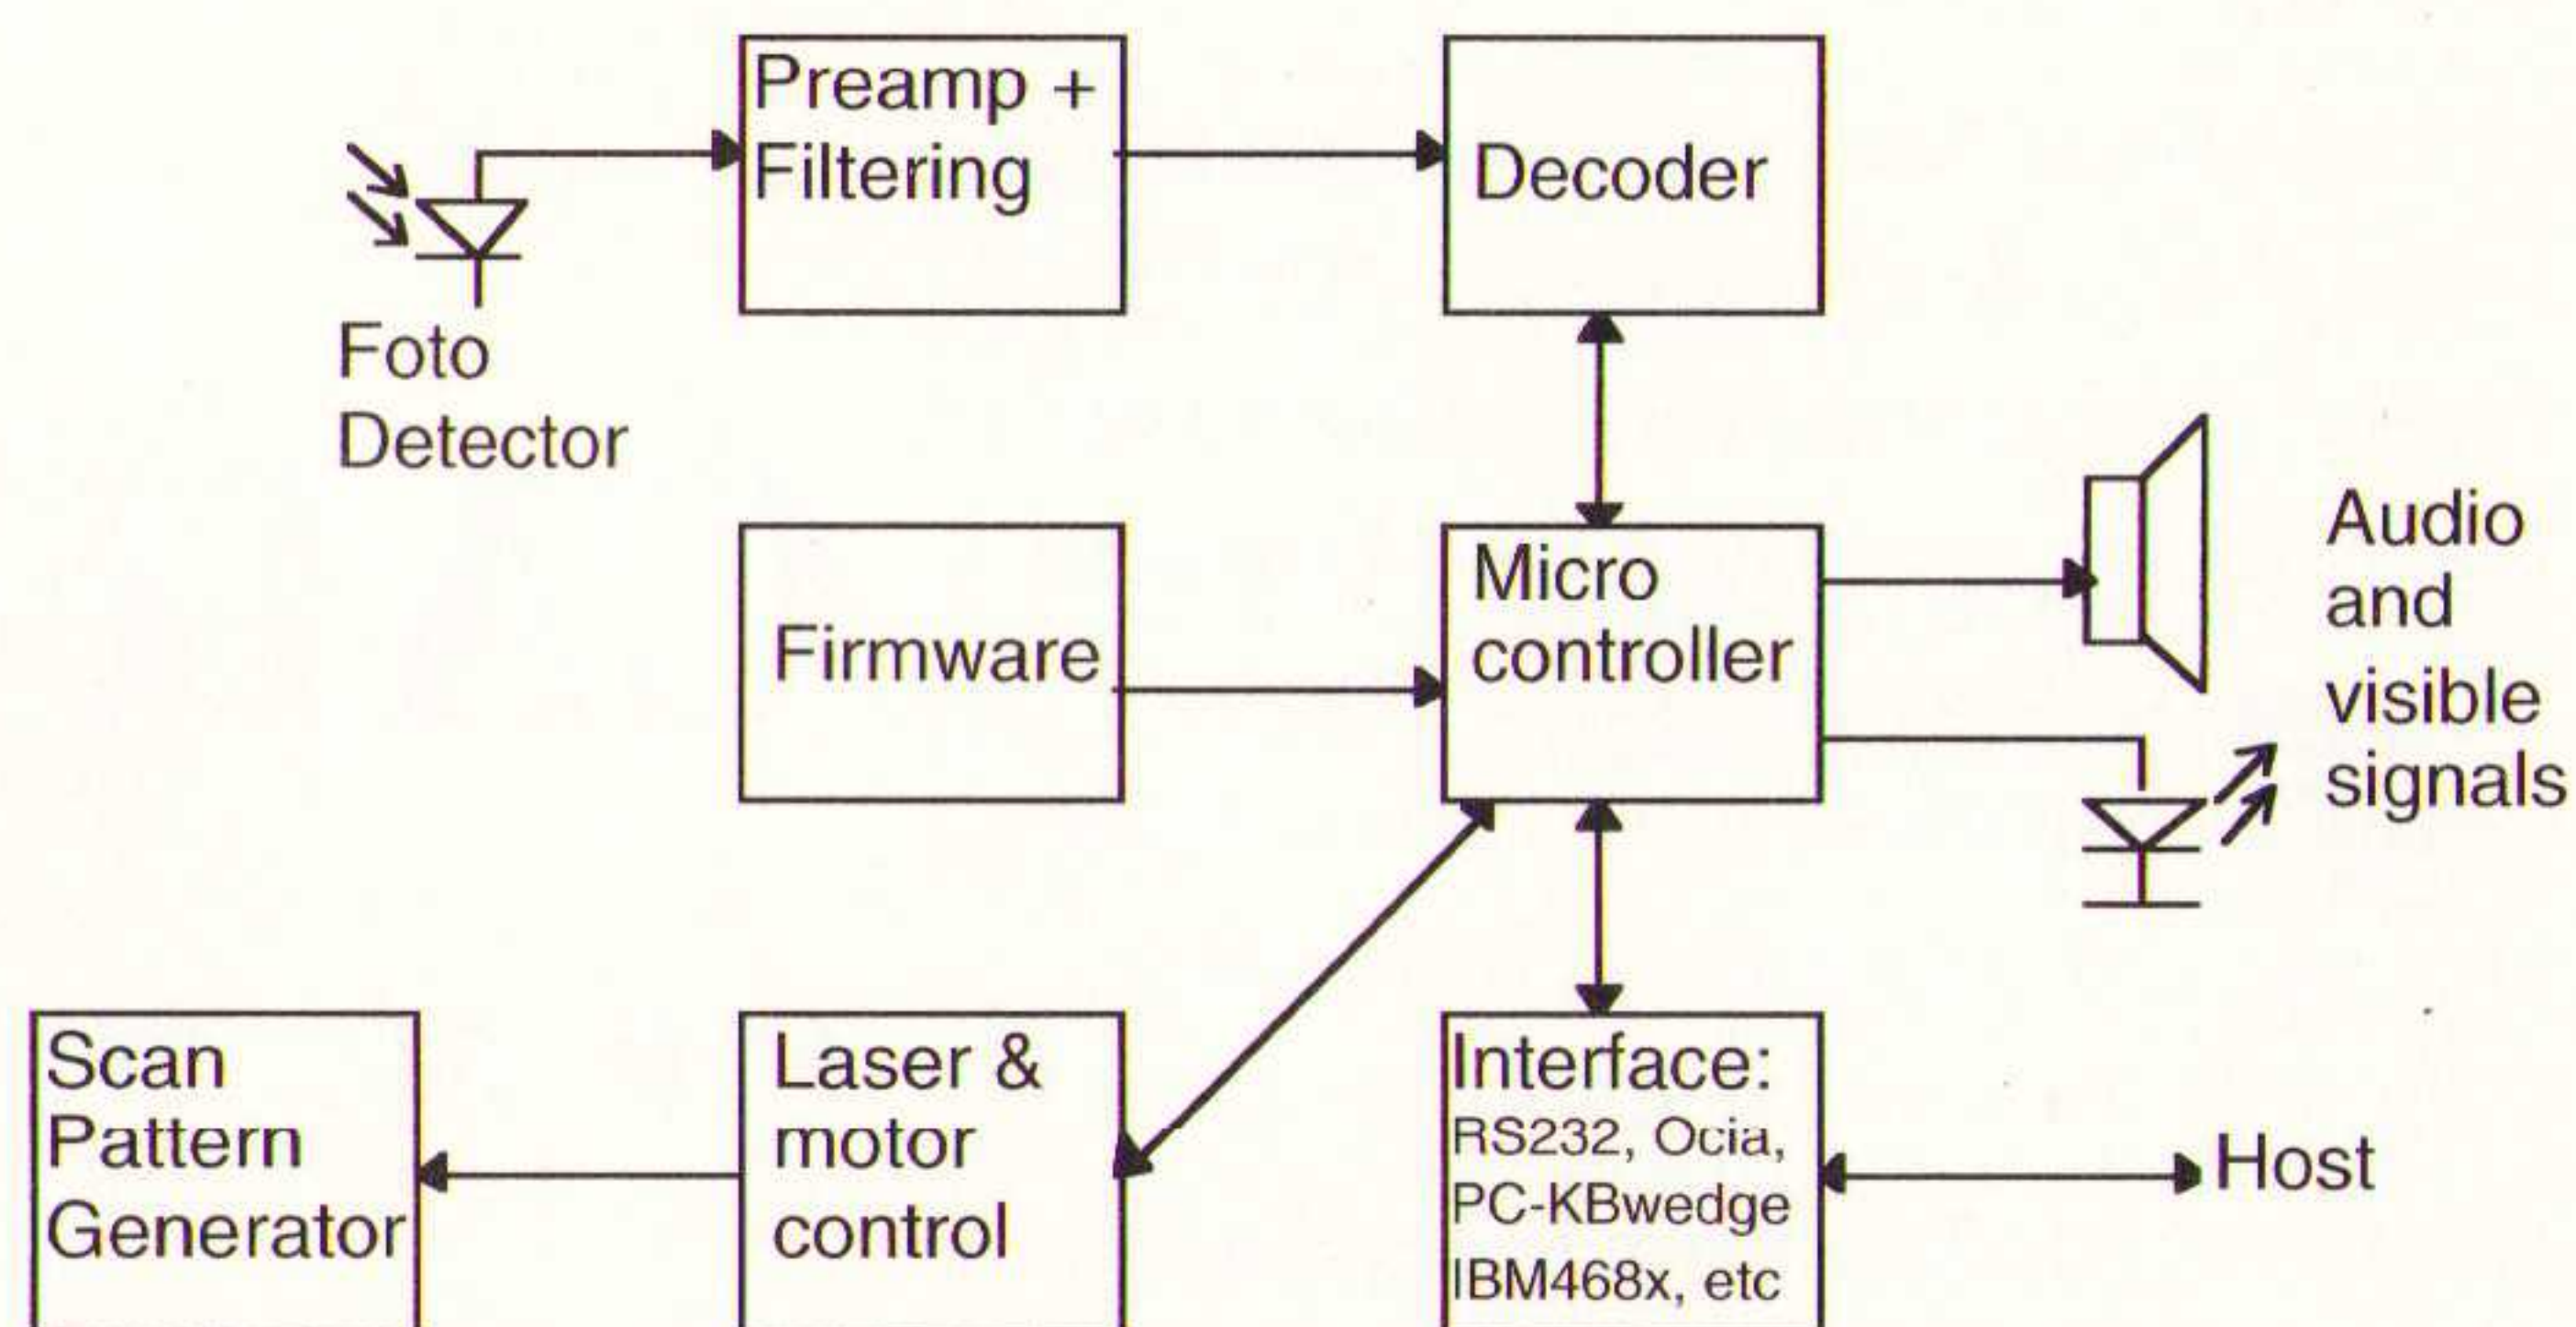 Preamp +
Filtering
Decoder
Foto
Detector
Firmware
Micro
controller
Audio
and
visible
signals
Scan
Pattern
Generator
Laser &
motor
control
Interface:
RS232, Ocia,
PC-KBwedge
IBM468x, etc
Host